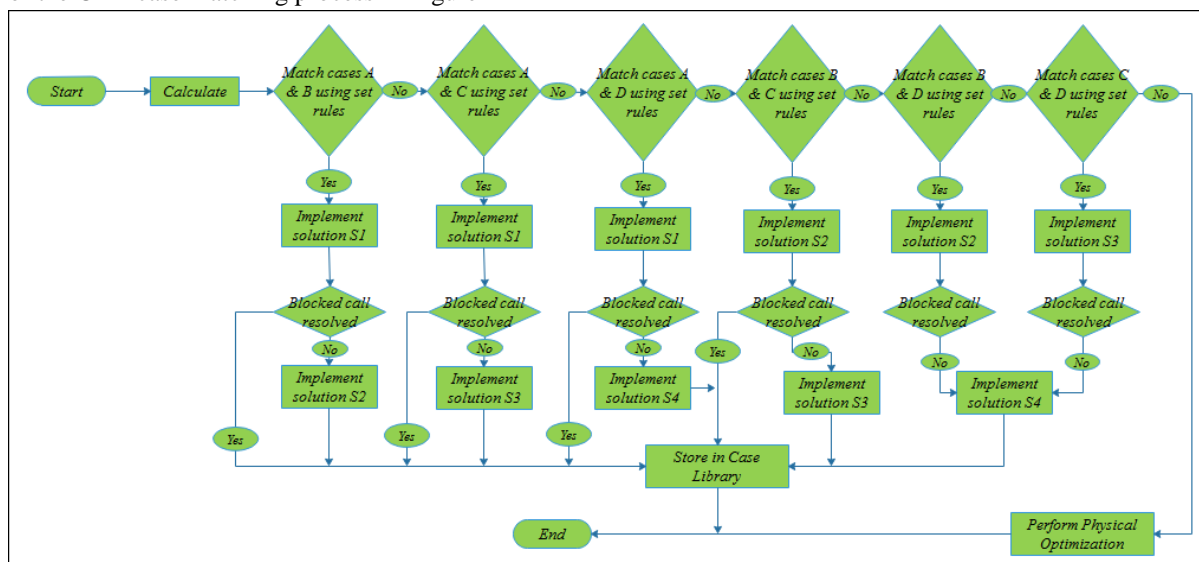 Start
Calculate
Match cases A
& B using set
rules
No
Match cases A
& C using set
rules
No
Match cases A
& D using set
rules
No
Match cases B
& C using set
rules
No
Match cases B
& D using set
rules
No
Match cases C
& D using set
rules
No
Yes
Yes
Yes
Yes
Yes
Yes
Implement
solution S1
Implement
solution S1
Implement
solution S1
Implement
solution S2
Implement
solution S2
Implement
solution S3
Blocked call
resolved
Blocked call
resolved
Blocked call
resolved
Blocked call
resolved
Blocked call
resolved
Blocked call
resolved
No
No
No
Yes
No
No
No
Implement
solution S2
Implement
solution S3
Implement
solution S4
Implement
solution S3
Implement
solution S4
Yes
Yes
Yes
Store in Case
Library
End
Perform Physical
Optimization